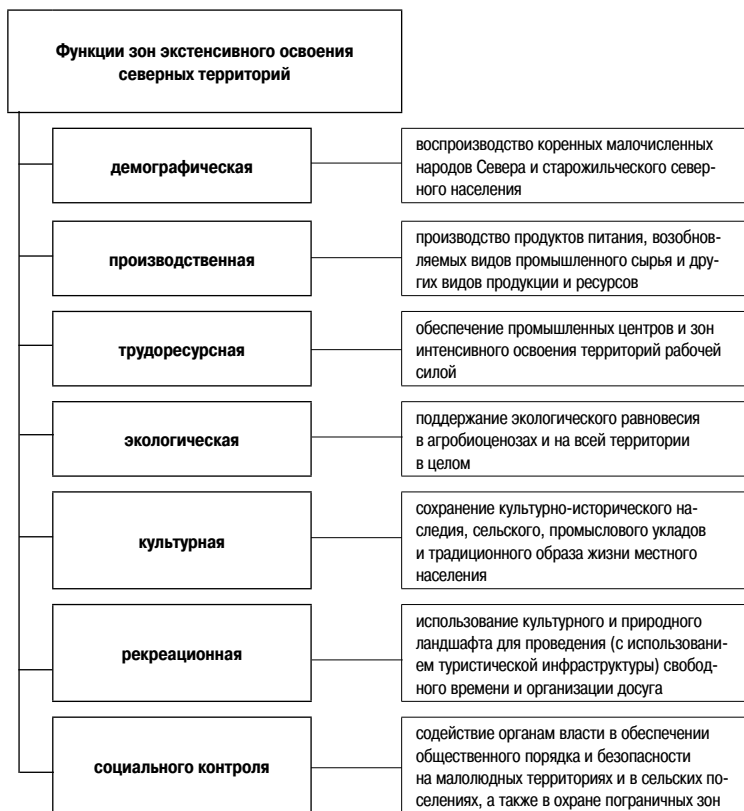 Функции зон экстенсивного освоения
северных территорий
демографическая
воспроизводство коренных малочисленных
народов Севера и старожильческого север-
ного населения
производственная
производство продуктов питания, возобнов-
ляемых видов промышленного сырья и дру-
гих видов продукции и ресурсов
трудоресурсная
обеспечение промышленных центров и зон
интенсивного освоения территорий рабочей
силой
экологическая
поддержание экологического равновесия
в агробиоценозах и на всей территории
в целом
культурная
сохранение культурно-исторического на-
следия, сельского, промыслового укладов
и традиционного образа жизни местного
населения
рекреационная
использование культурного и природного
ландшафта для проведения (с использовани-
ем туристической инфраструктуры) свобод-
ного времени и организации досуга
социального контроля
содействие органам власти в обеспечении
общественного порядка и безопасности
на малолюдных территориях и в сельских по-
селениях, а также в охране пограничных зон